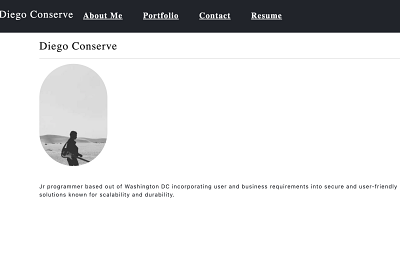 Diego Conserve About Me Portfolio Contact Resume
Diego Conserve
Jr programmer based out of Washington DC incorporating user and business requirements into secure and user-friendly
solutions known for scalability and durability.